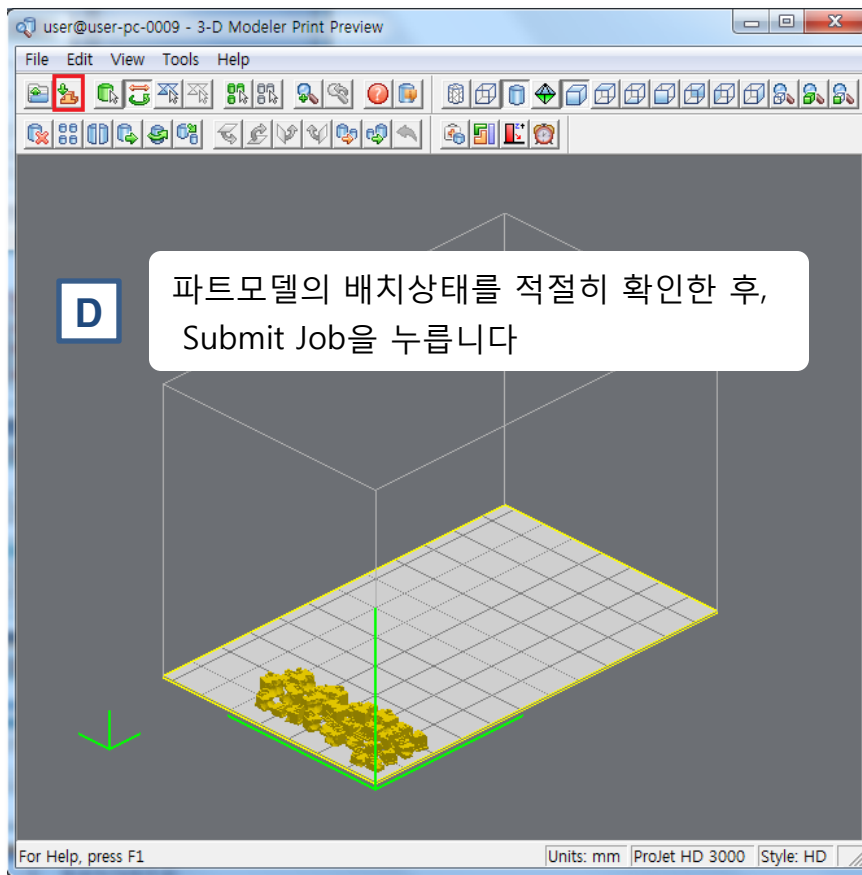 user@user-pc-0009 - 3-D Modeler Print Preview
File Edit View Tools Help
D
파트모델의 배치상태를 적절히 확인한 후,
Submit Job을 누릅니다
For Help, press F1 Units: mm ProJet HD 3000 Style: HD